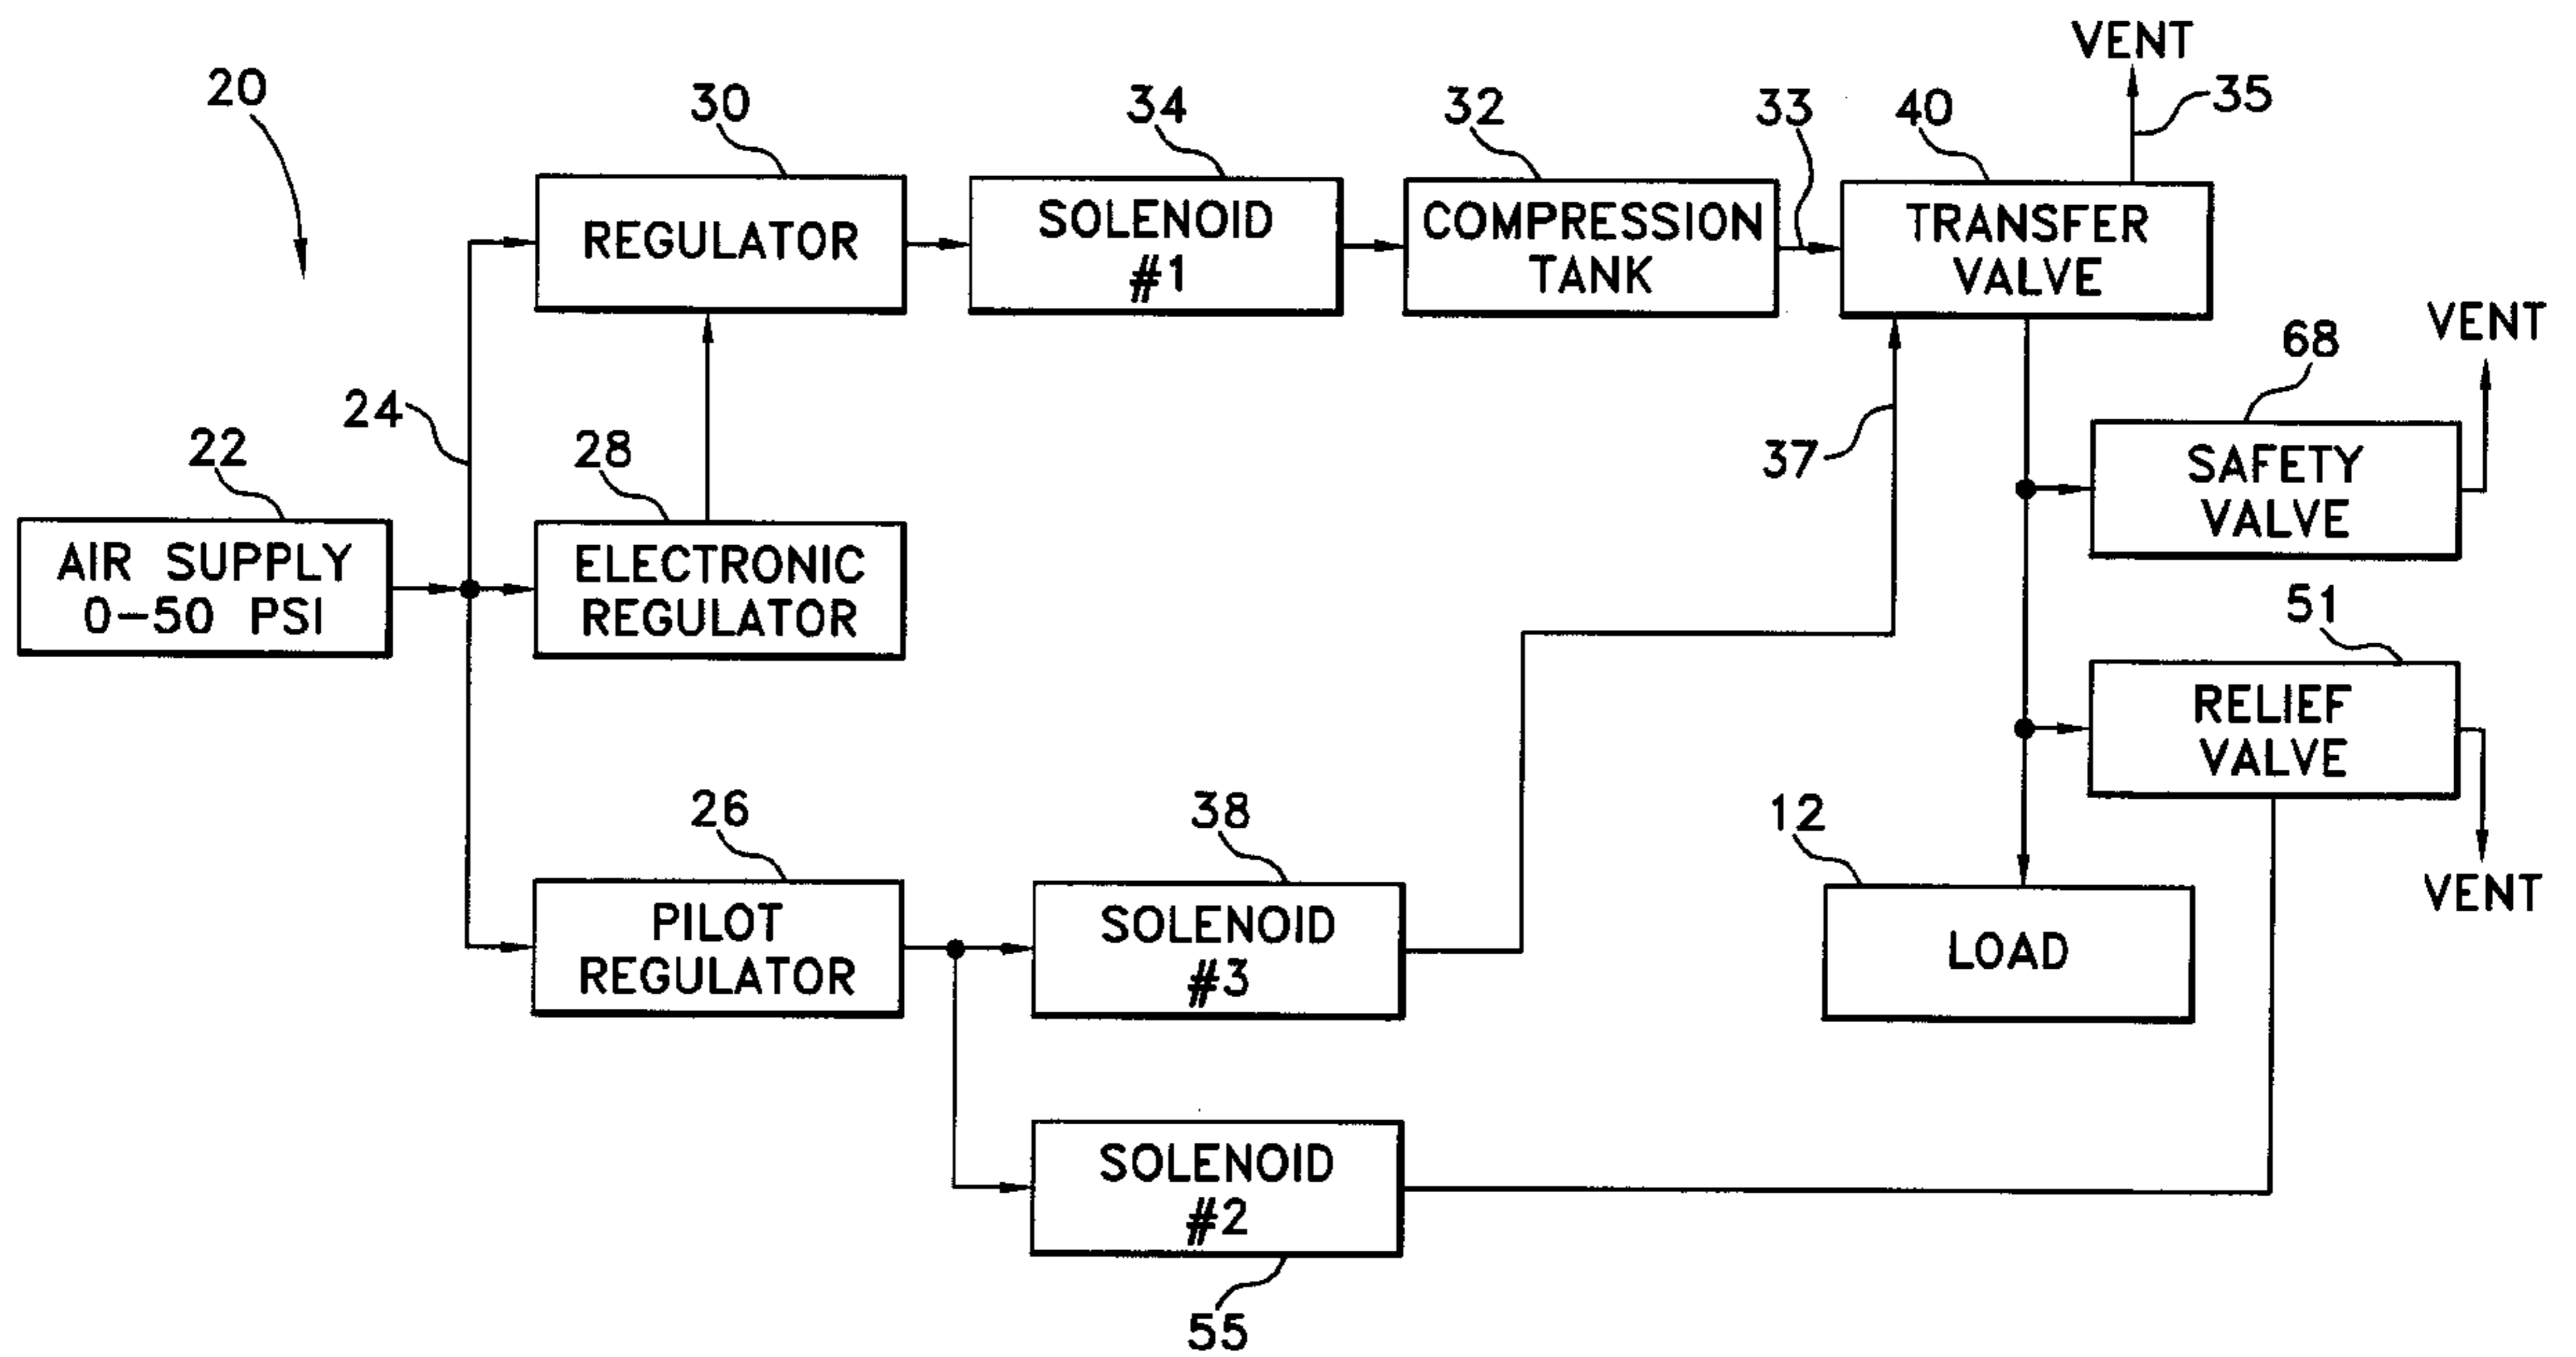 VENT
20
30
34
32
33
40
35
REGULATOR
SOLENOID
#1
COMPRESSION
TANK
TRANSFER
VALVE
VENT
68
24
37
22
28
SAFETY
VALVE
AIR SUPPLY
0-50 PSI
ELECTRONIC
REGULATOR
51
RELIEF
VALVE
26
38
12
VENT
PILOT
REGULATOR
SOLENOID
#3
LOAD
SOLENOID
#2
55